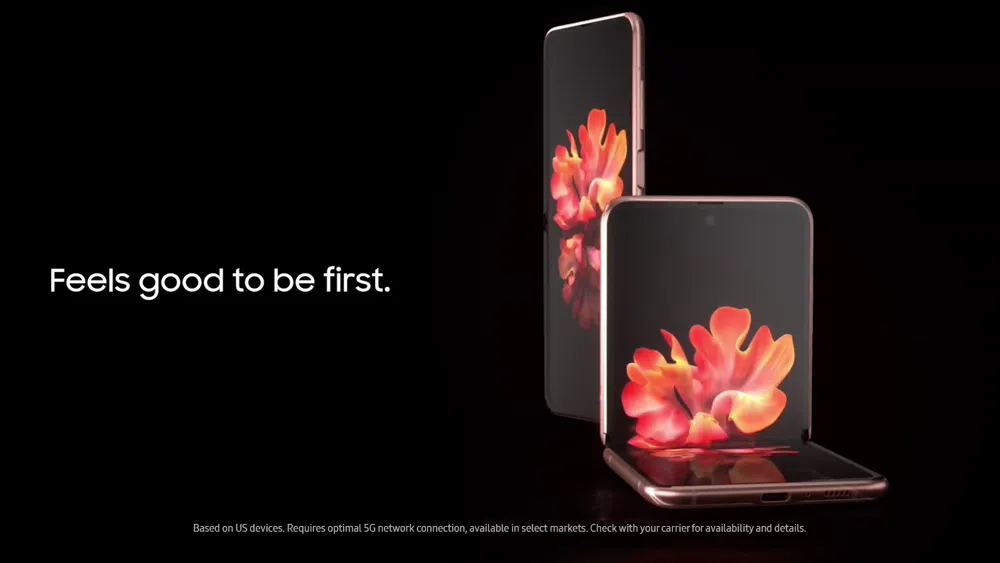 Feels good to be first.
Based on US devices. Requires optimal 5G network connection, available in select markets. Check with your carrier for availability and details.